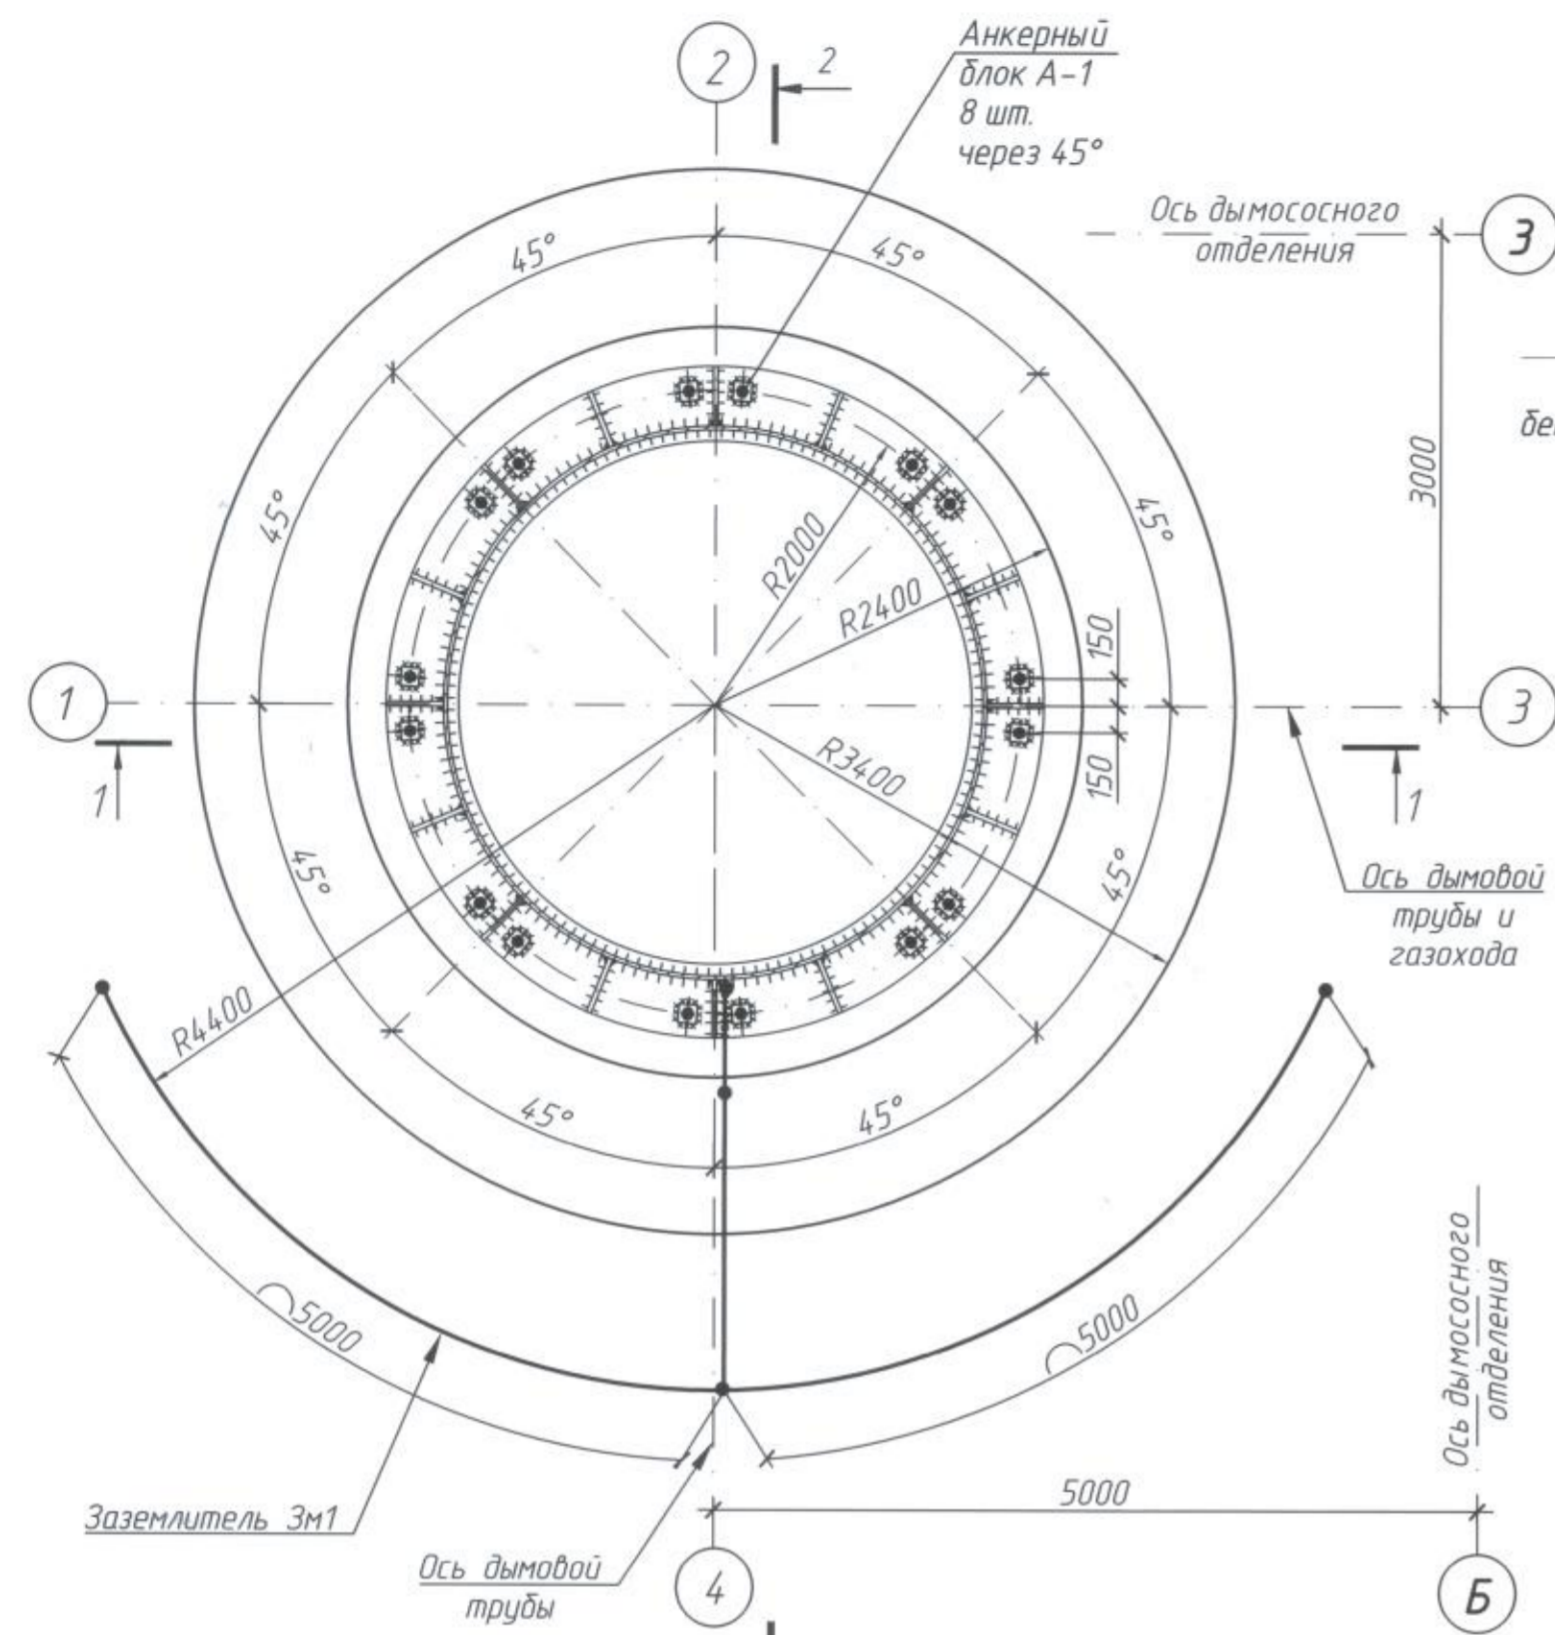 2
2
Анкерный
блок А-1
8 шт.
через 45°
Ось дымососного
отделения
3
45°
45°
3000
45°
45°
R2000
R2400
150
1
3
R3400
150
1
1
45°
45°
Ось дымовой
трубы и
газохода
R4400
45°
45°
5000
5000
Ось дымососного
отделения
5000
Заземлитель Зм1
Ось дымовой
трубы
4
Б